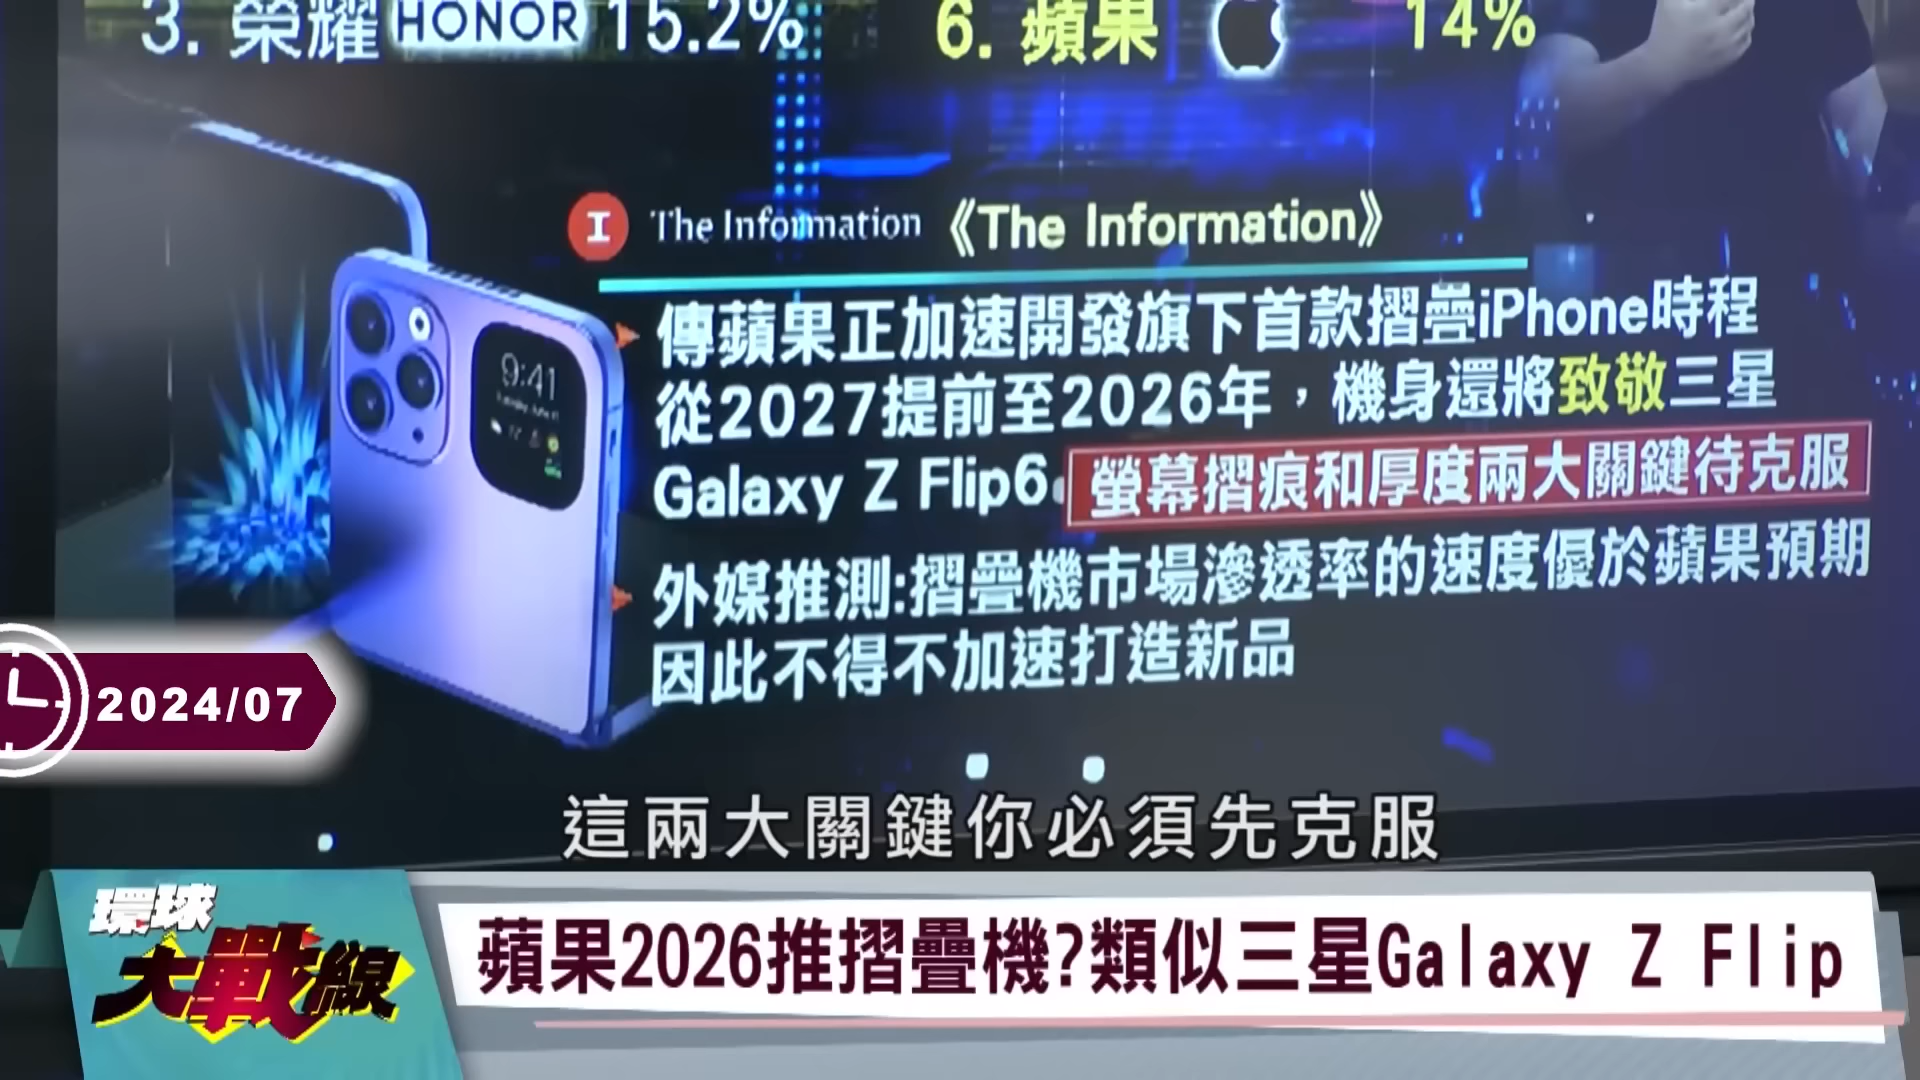 3. 榮耀 HONOR 15.2%
6. 蘋果 14%
I The Information 《The Information》
傳蘋果正加速開發旗下首款摺疊iPhone時程
從2027提前至2026年，機身還將致敬三星
Galaxy Z Flip6. 螢幕摺痕和厚度兩大關鍵待克服
外媒推測:摺疊機市場滲透率的速度優於蘋果預期
因此不得不加速打造新品
9:41
2024/07
這兩大關鍵你必須先克服
環球
大戰線
蘋果2026推摺疊機?類似三星Galaxy Z Flip